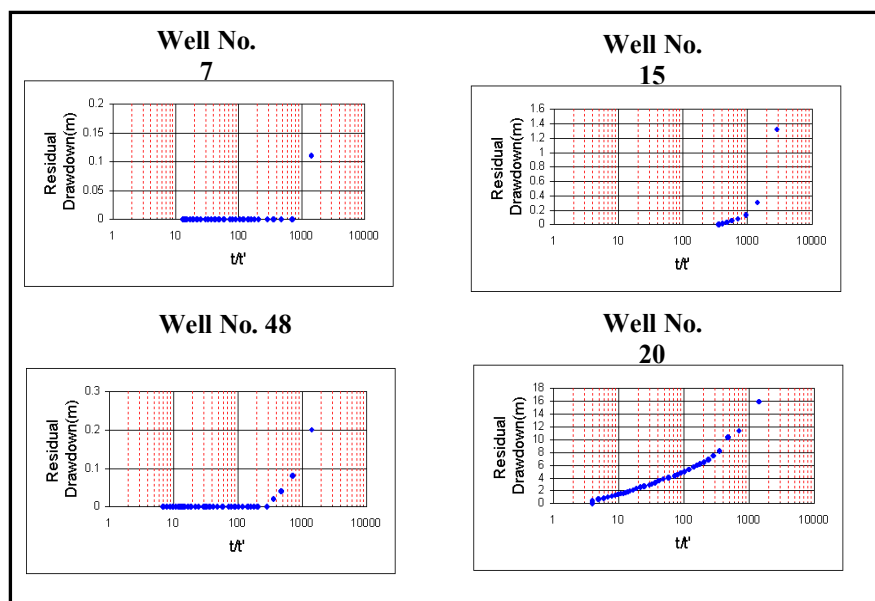 Well No.
7
Residual
Drawdown(m)
0.2
0.15
0.1
0.05
0
1 10 100 1000 10000
t/t'
Well No.
15
Residual
Drawdown(m)
1.6
1.4
1.2
1
0.8
0.6
0.4
0.2
0
1 10 100 1000 10000
t/t'
Well No. 48
Residual
Drawdown(m)
0.3
0.2
0.1
0
1 10 100 1000 10000
t/t'
Well No.
20
Residual
Drawdown(m)
18
16
14
12
10
8
6
4
2
0
1 10 100 1000 10000
t/t'